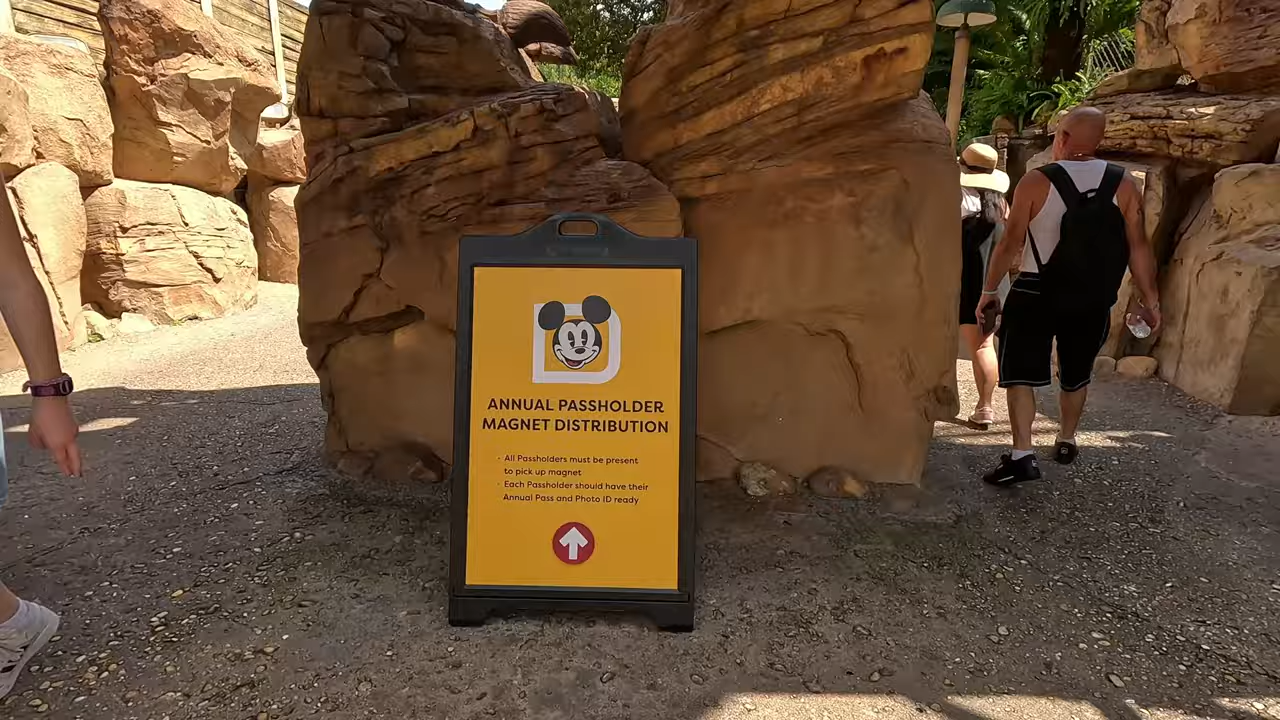 ANNUAL PASSHOLDER
MAGNET DISTRIBUTION
· All Passholders must be present
to pick up magnet
· Each Passholder should have their
Annual Pass and Photo ID ready